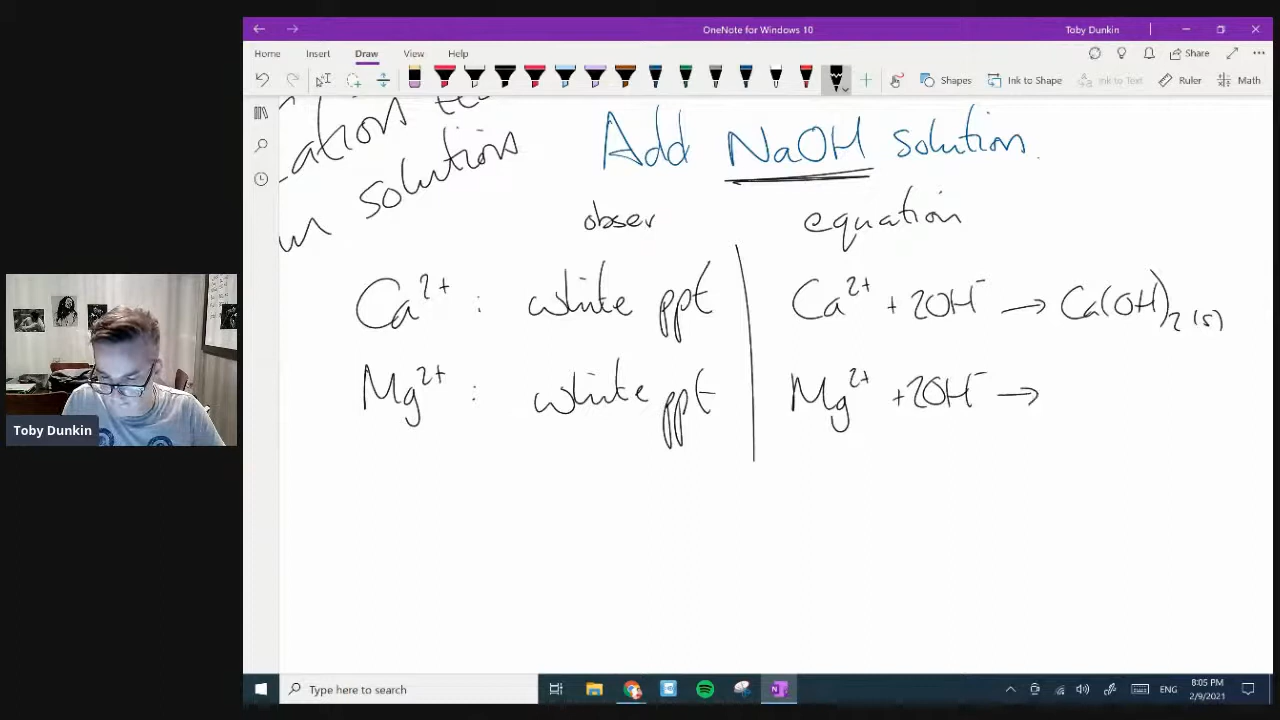 OneNote for Windows 10
Toby Dunkin
Home Insert Draw View Help
Share
Shapes Ink to Shape Ink to Text Ruler Math
Add NaOH solution.
in solutions
obser equation
Ca²⁺ : white ppt Ca²⁺ + 2OH⁻ → Ca(OH)₂ (s)
Mg²⁺ : white ppt Mg²⁺ + 2OH⁻ →
Toby Dunkin
Type here to search
ENG
8:05 PM
2/9/2021